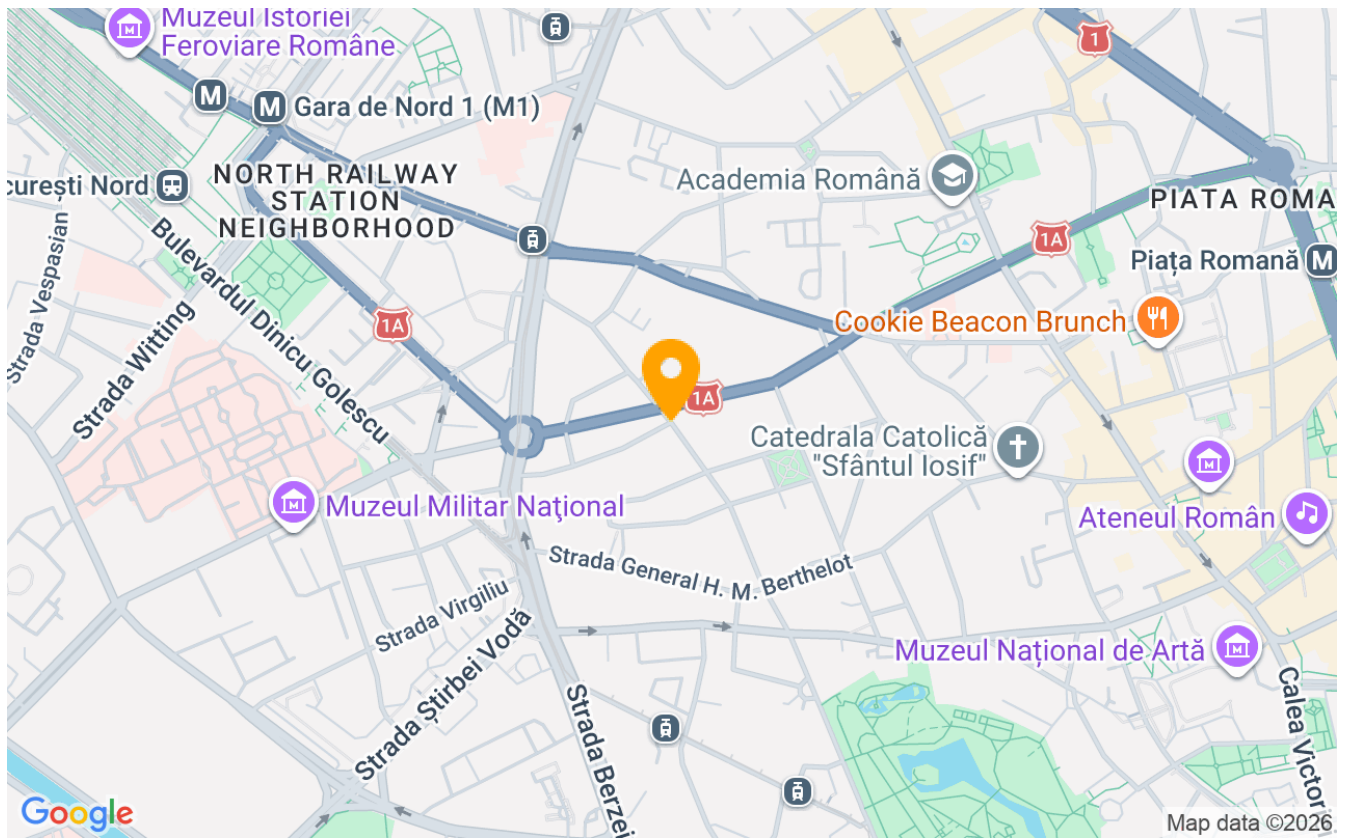 Muzeul Istoriei
Feroviare Române
1
M
M
Gara de Nord 1 (M1)
curești Nord
NORTH RAILWAY
STATION
NEIGHBORHOOD
Academia Română
PIATA ROMA
1A
Piața Romană
M
Strada Vespasian
Strada Witting
Bulevardul Dinicu Golescu
1A
Cookie Beacon Brunch
1A
Catedrala Catolică
"Sfântul Iosif"
Muzeul Militar Naţional
Ateneul Român
Strada General H. M. Berthelot
Strada Virgiliu
Strada Știrbei Vodă
Muzeul Național de Artă
Strada Berzei
Calea Victori
Google
Map data ©2026